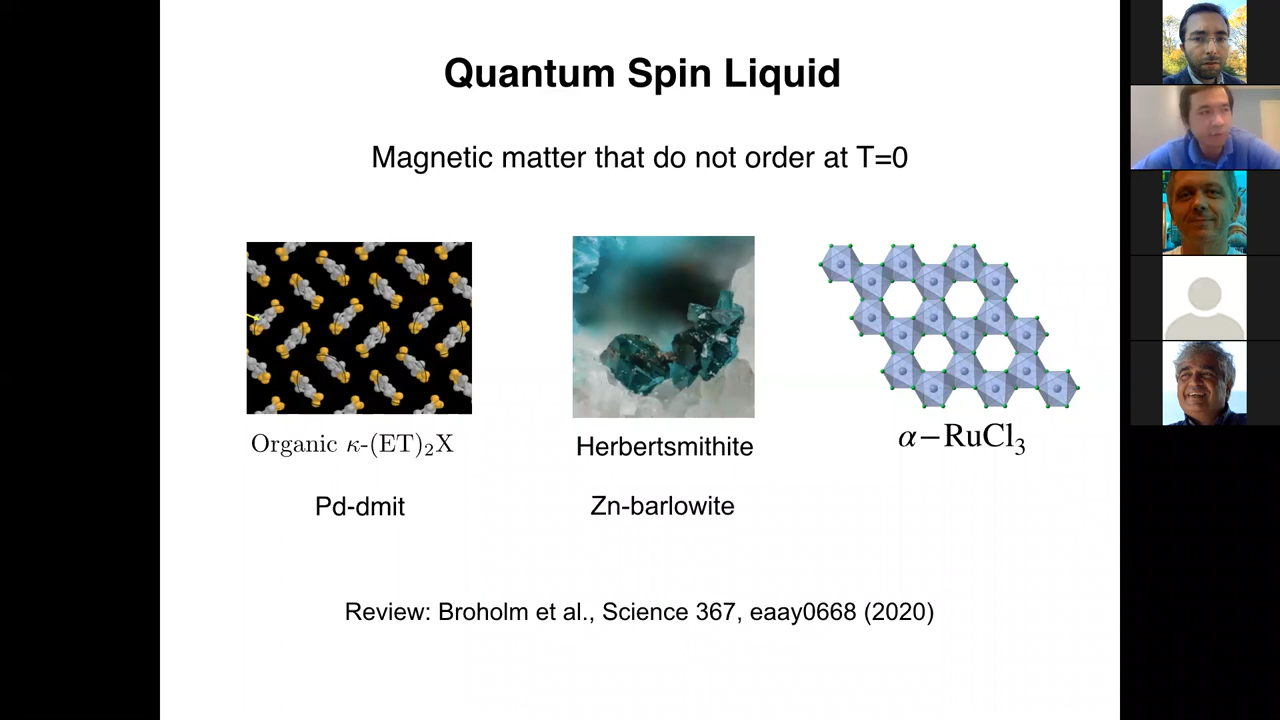 Quantum Spin Liquid
Magnetic matter that do not order at T=0
Organic κ-(ET)₂X
Herbertsmithite
α−RuCl₃
Pd-dmit
Zn-barlowite
Review: Broholm et al., Science 367, eaay0668 (2020)